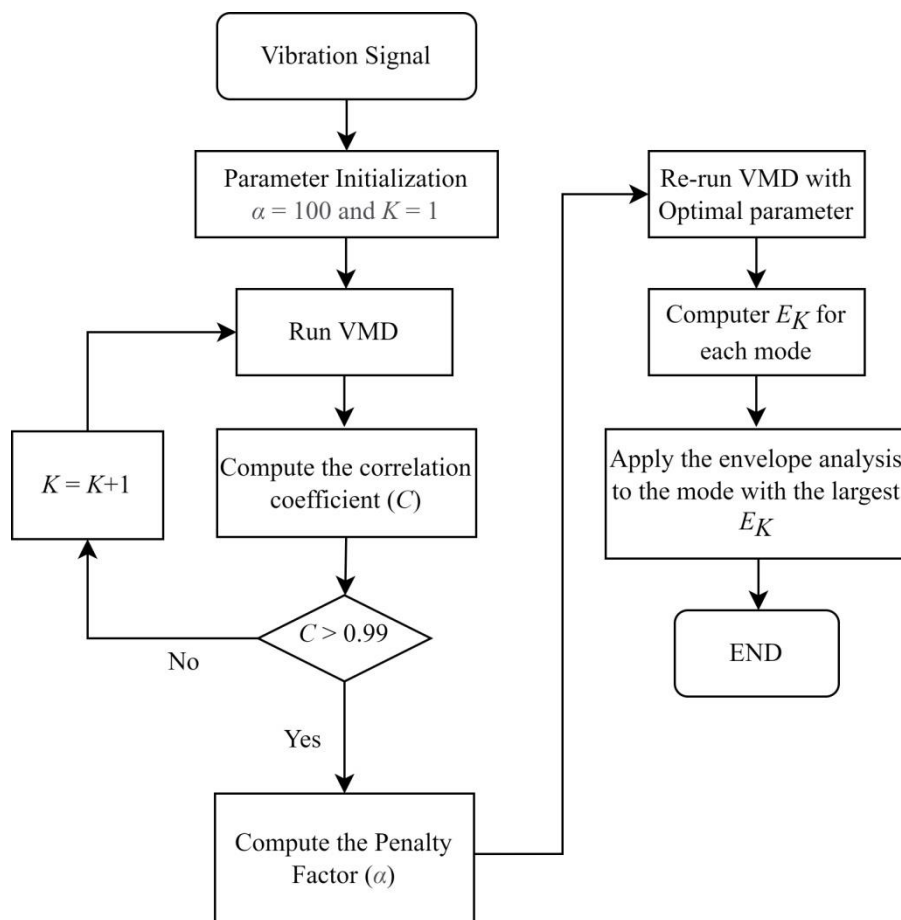 Vibration Signal
Parameter Initialization
α = 100 and K = 1
Run VMD
Compute the correlation
coefficient (C)
K = K+1
C > 0.99
No
Yes
Compute the Penalty
Factor (α)
Re-run VMD with
Optimal parameter
Computer E_K for
each mode
Apply the envelope analysis
to the mode with the largest
E_K
END